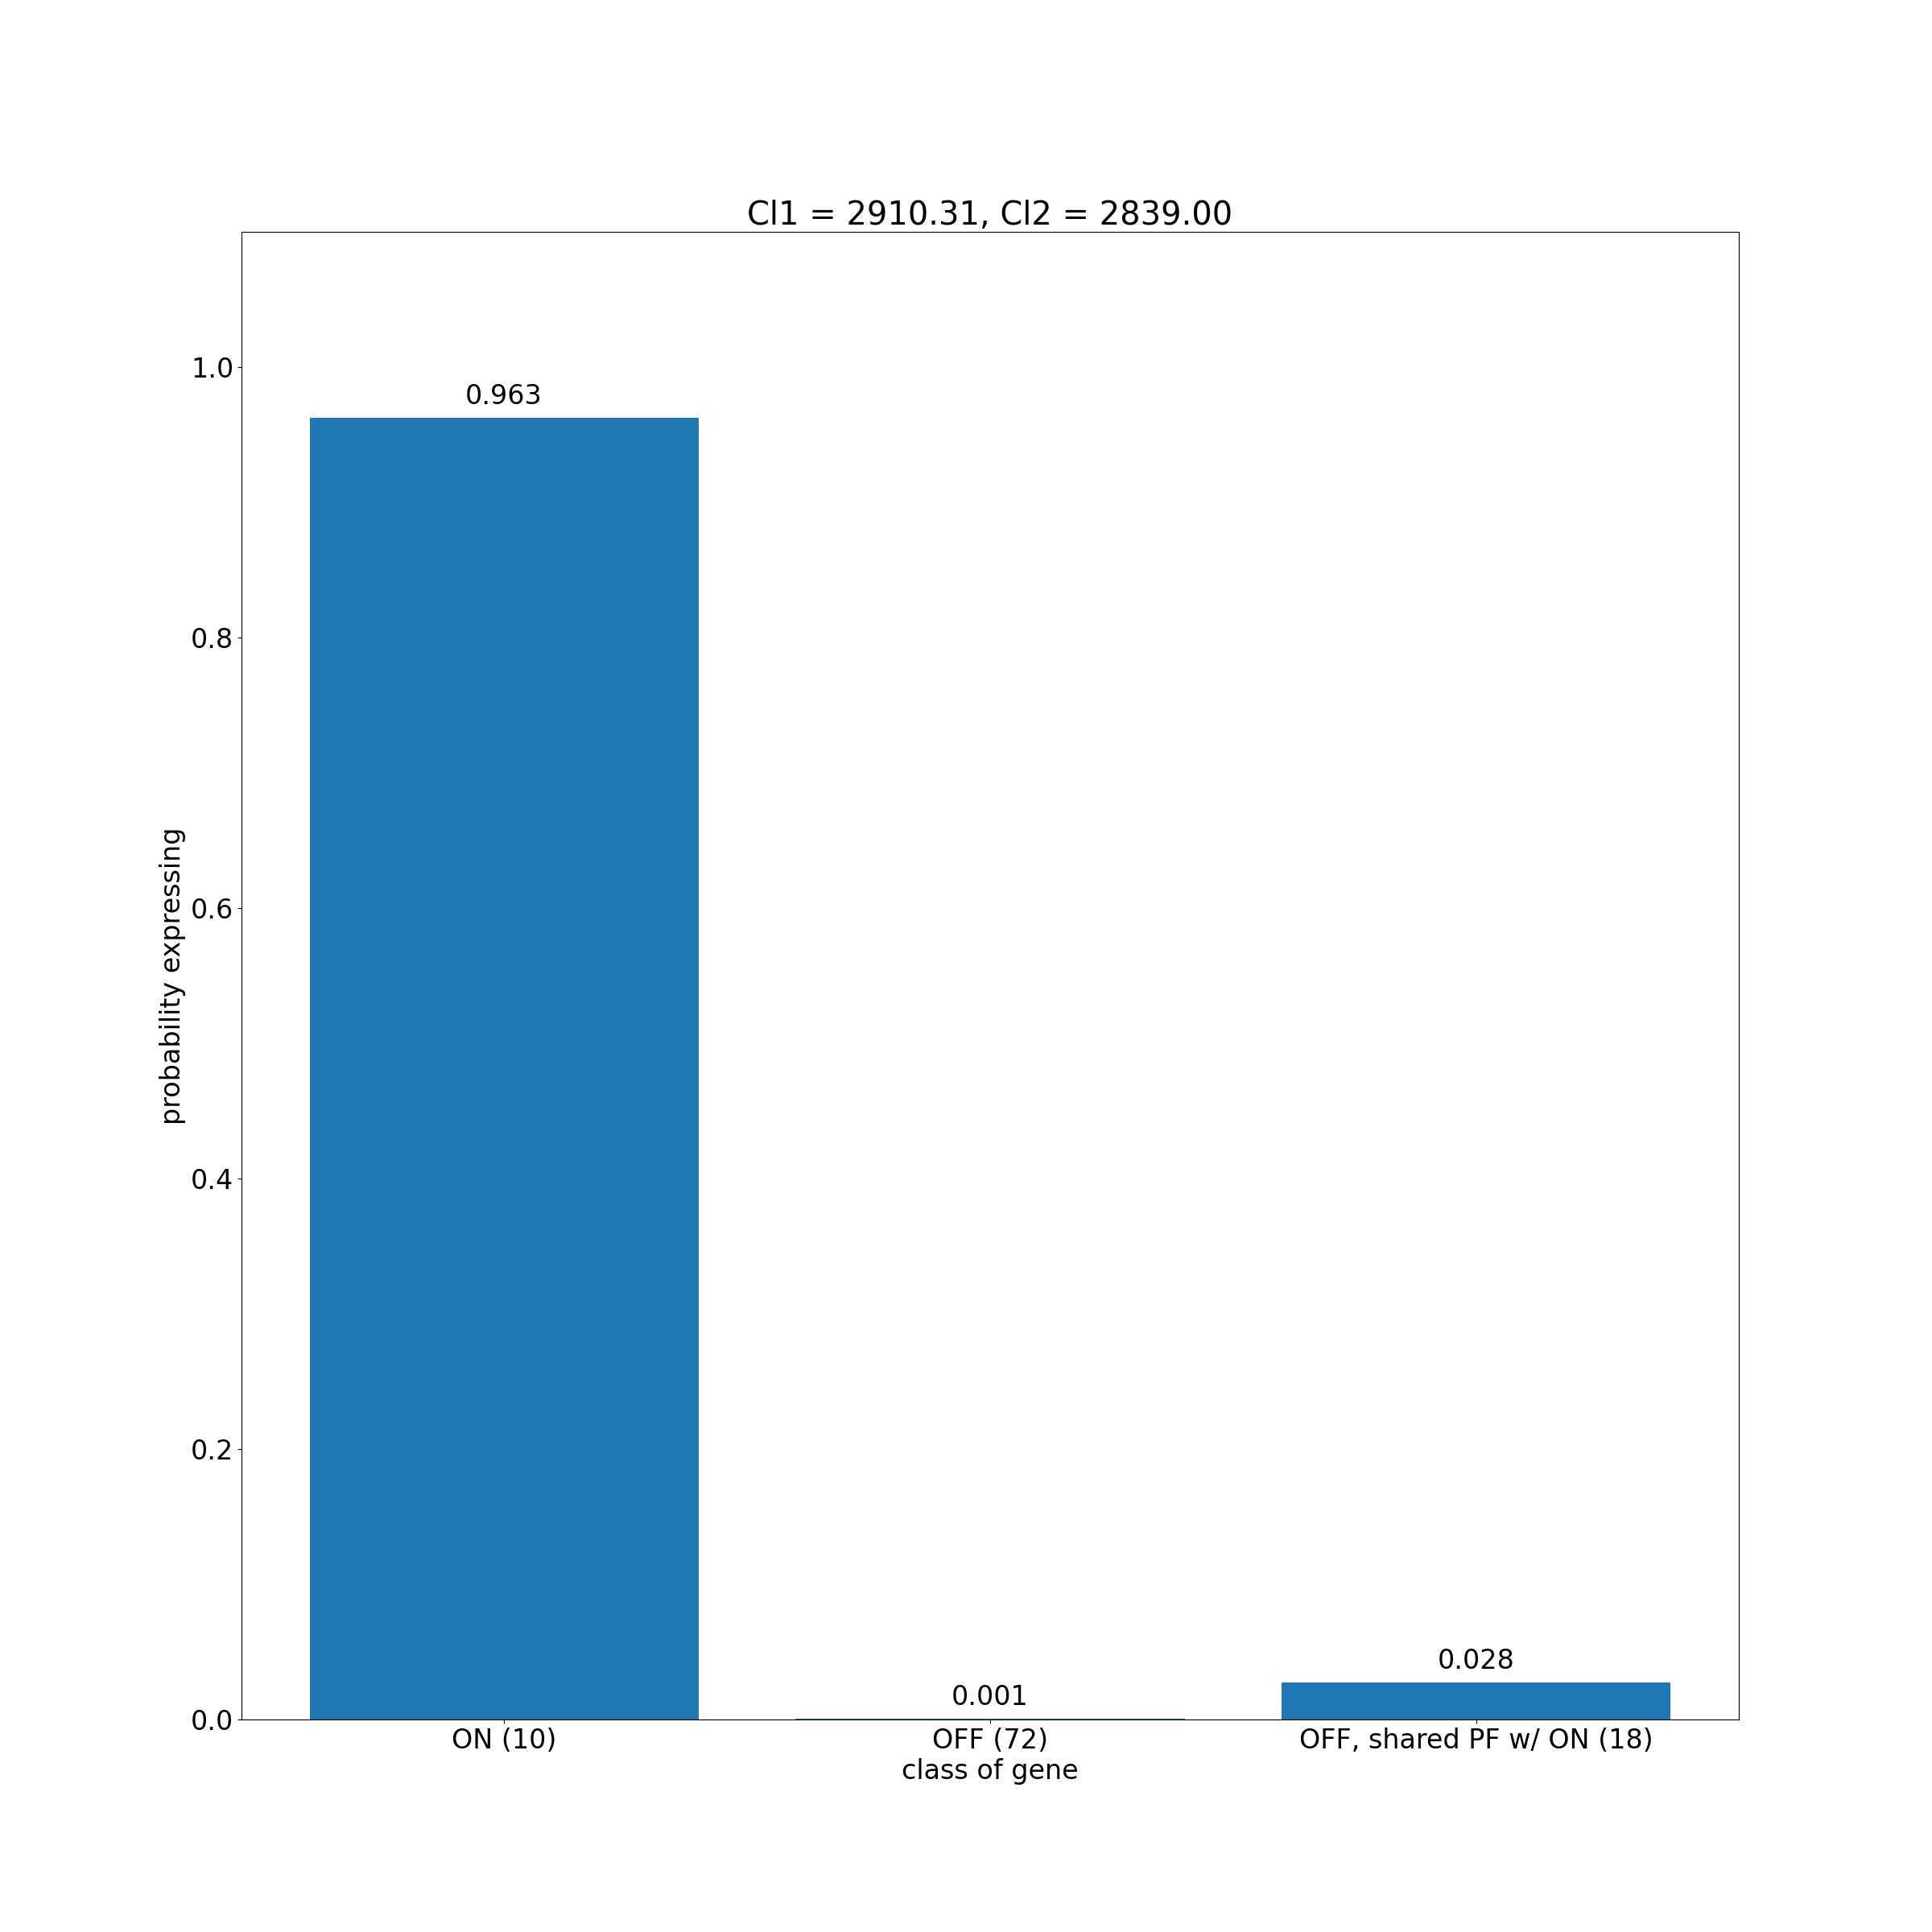 Cl1 = 2910.31, Cl2 = 2839.00
1.0
0.963
0.8
probability expressing
0.6
0.4
0.2
0.028
0.001
0.0
ON (10)
OFF (72)
OFF, shared PF w/ ON (18)
class of gene